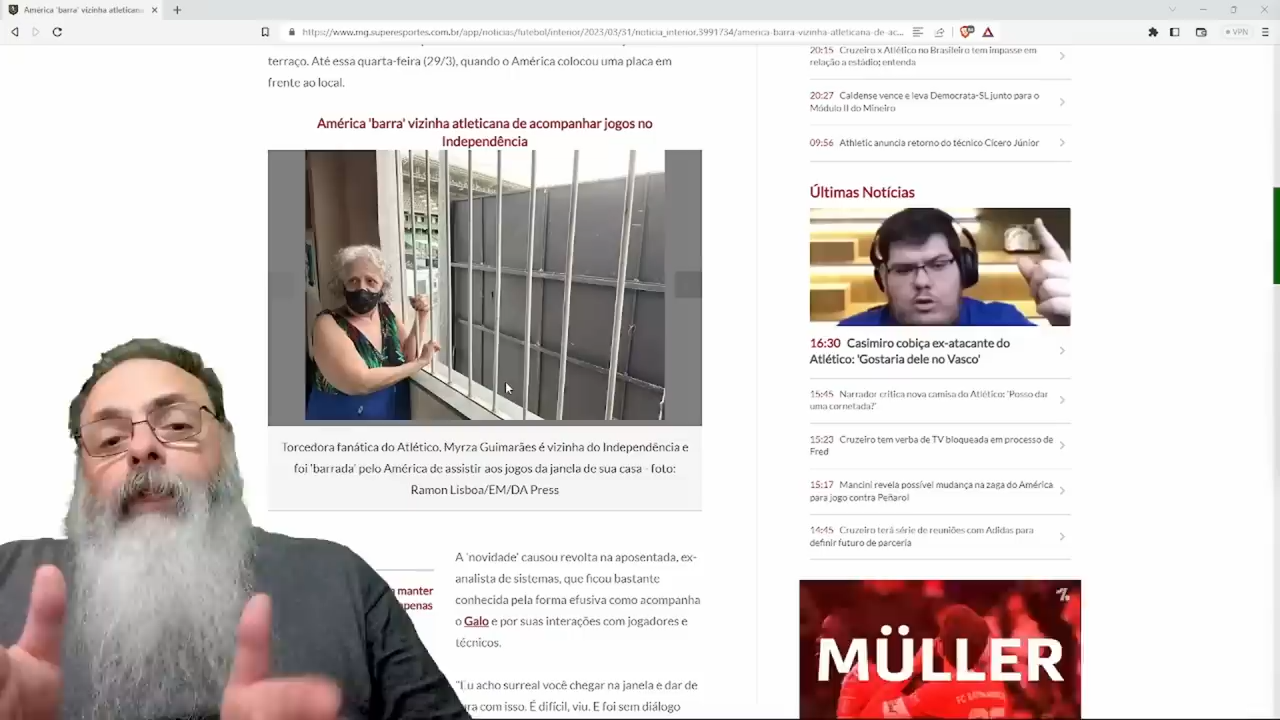 América 'barra' vizinha atleticana
https://www.mg.superesportes.com.br/app/noticias/futebol/interior/2023/03/31/noticia_interior,3991734/america-barra-vizinha-atleticana-de-ac...
VPN
terraço. Até essa quarta-feira (29/3), quando o América colocou uma placa em
frente ao local.
América 'barra' vizinha atleticana de acompanhar jogos no
Independência
Torcedora fanática do Atlético, Myrza Guimarães é vizinha do Independência e
foi 'barrada' pelo América de assistir aos jogos da janela de sua casa - foto:
Ramon Lisboa/EM/DA Press
manter
apenas
A 'novidade' causou revolta na aposentada, ex-
analista de sistemas, que ficou bastante
conhecida pela forma efusiva como acompanha
o Galo e por suas interações com jogadores e
técnicos.
"Eu acho surreal você chegar na janela e dar de
cara com isso. É difícil, viu. E foi sem diálogo
20:15 Cruzeiro x Atlético no Brasileiro tem impasse em
relação a estádio; entenda
20:27 Caldense vence e leva Democrata-SL junto para o
Módulo II do Mineiro
09:56 Athletic anuncia retorno do técnico Cícero Júnior
Últimas Notícias
16:30 Casimiro cobiça ex-atacante do
Atlético: 'Gostaria dele no Vasco'
15:45 Narrador critica nova camisa do Atlético: 'Posso dar
uma cornetada?'
15:23 Cruzeiro tem verba de TV bloqueada em processo de
Fred
15:17 Mancini revela possível mudança na zaga do América
para jogo contra Peñarol
14:45 Cruzeiro terá série de reuniões com Adidas para
definir futuro de parceria
MÜLLER